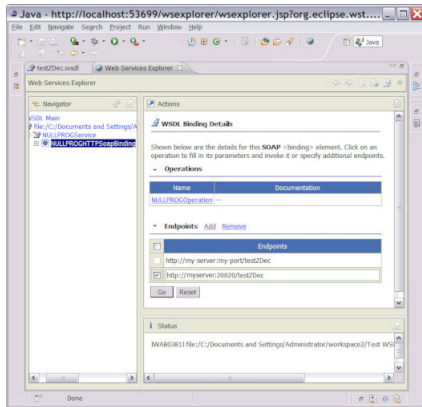 Java - http://localhost:53699/wsexplorer/wsexplorer.jsp?org.eclipse.wst....
File Edit Navigate Search Project Run Window Help
Java
testZDec.wsdl Web Services Explorer
Web Services Explorer
Navigator
WSDL Main
file:/C:/Documents and Settings/A
NULLPROGService
NULLPROGHTTPSoapBinding
Actions
WSDL Binding Details
Shown below are the details for this SOAP <binding> element. Click on an
operation to fill in its parameters and invoke it or specify additional endpoints.
Operations
Name Documentation
NULLPROGOperation ---
Endpoints Add Remove
Endpoints
http://my-server:my-port/testZDec
http://myserver:20020/testZDec
Go Reset
Status
IWAB0381I file:/C:/Documents and Settings/Administrator/workspace2/Test WS
Done